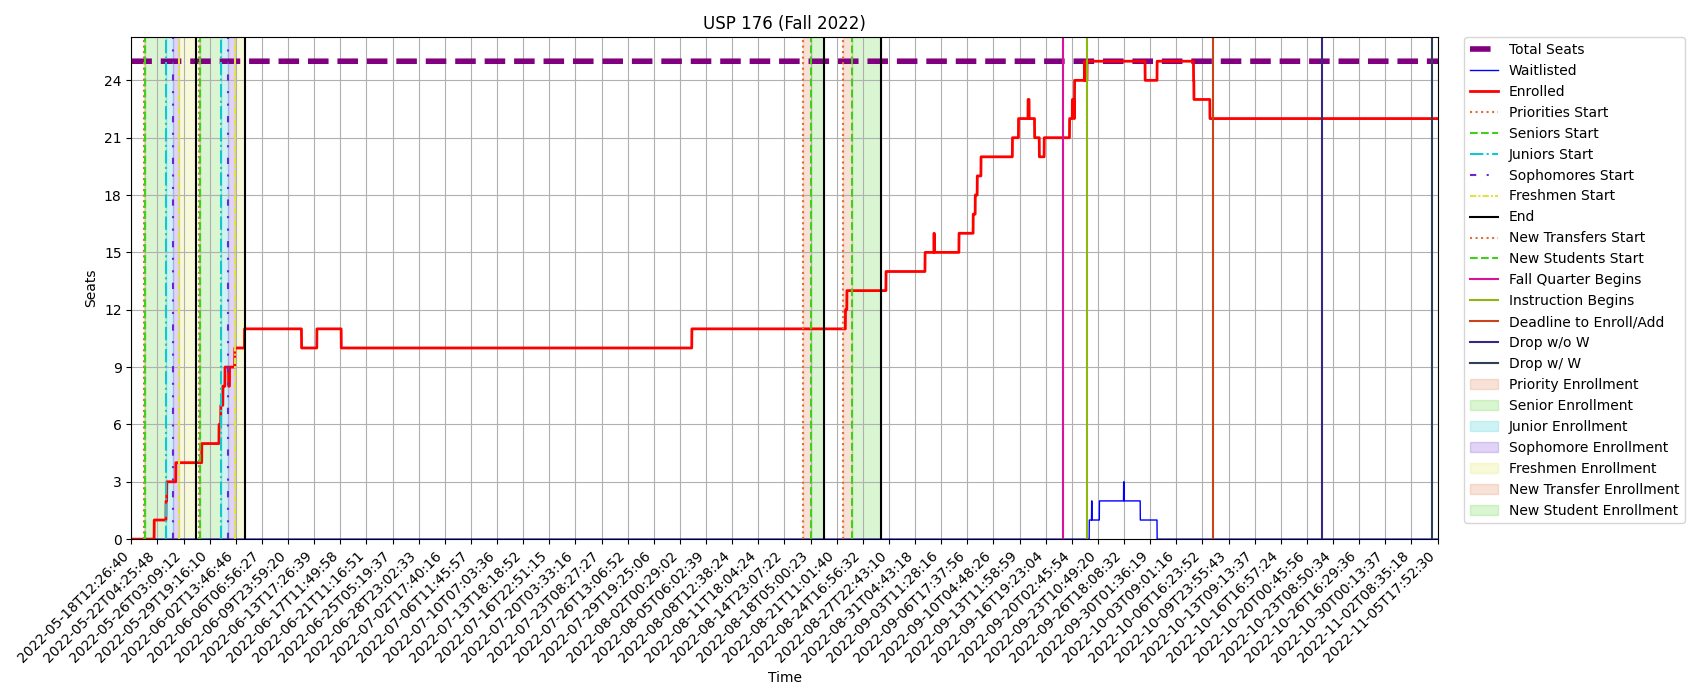 USP 176 (Fall 2022)
Seats
24
21
18
15
12
9
6
3
0
2022-05-18T12:26:40
2022-05-22T04:25:48
2022-05-26T03:09:12
2022-05-29T19:16:10
2022-06-02T13:46:46
2022-06-06T06:56:27
2022-06-09T23:59:20
2022-06-13T17:26:39
2022-06-17T11:49:58
2022-06-21T11:16:51
2022-06-25T05:19:37
2022-06-28T23:02:33
2022-07-02T17:40:16
2022-07-06T11:45:57
2022-07-10T07:03:36
2022-07-13T18:18:52
2022-07-16T22:51:15
2022-07-20T03:33:16
2022-07-23T08:27:27
2022-07-26T13:06:52
2022-07-29T19:25:06
2022-08-02T00:29:02
2022-08-05T06:02:39
2022-08-08T12:38:24
2022-08-11T18:04:24
2022-08-14T23:07:22
2022-08-18T05:00:23
2022-08-21T11:01:40
2022-08-24T16:56:32
2022-08-27T22:43:10
2022-08-31T04:43:18
2022-09-03T11:28:16
2022-09-06T17:37:56
2022-09-10T04:48:26
2022-09-13T11:58:59
2022-09-16T19:23:04
2022-09-20T02:45:54
2022-09-23T10:49:20
2022-09-26T18:08:32
2022-09-30T01:36:19
2022-10-03T09:01:16
2022-10-06T16:23:52
2022-10-09T23:55:43
2022-10-13T09:13:37
2022-10-16T16:57:24
2022-10-20T00:45:56
2022-10-23T08:50:34
2022-10-26T16:29:36
2022-10-30T00:13:37
2022-11-02T08:35:18
2022-11-05T17:52:30
Time
Total Seats
Waitlisted
Enrolled
Priorities Start
Seniors Start
Juniors Start
Sophomores Start
Freshmen Start
End
New Transfers Start
New Students Start
Fall Quarter Begins
Instruction Begins
Deadline to Enroll/Add
Drop w/o W
Drop w/ W
Priority Enrollment
Senior Enrollment
Junior Enrollment
Sophomore Enrollment
Freshmen Enrollment
New Transfer Enrollment
New Student Enrollment